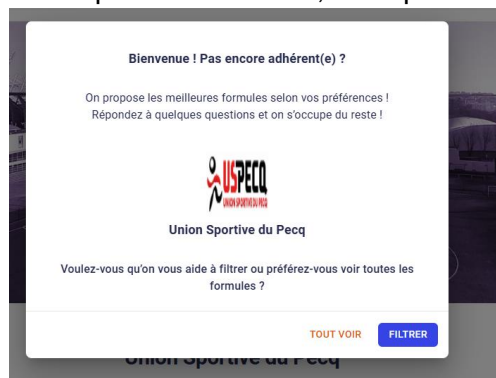 Bienvenue ! Pas encore adhérent(e) ?
On propose les meilleures formules selon vos préférences !
Répondez à quelques questions et on s'occupe du reste !
USPECQ
UNION SPORTIVE DU PECQ
Union Sportive du Pecq
Voulez-vous qu'on vous aide à filtrer ou préférez-vous voir toutes les
formules ?
TOUT VOIR FILTRER
Union Sportive du Pecq